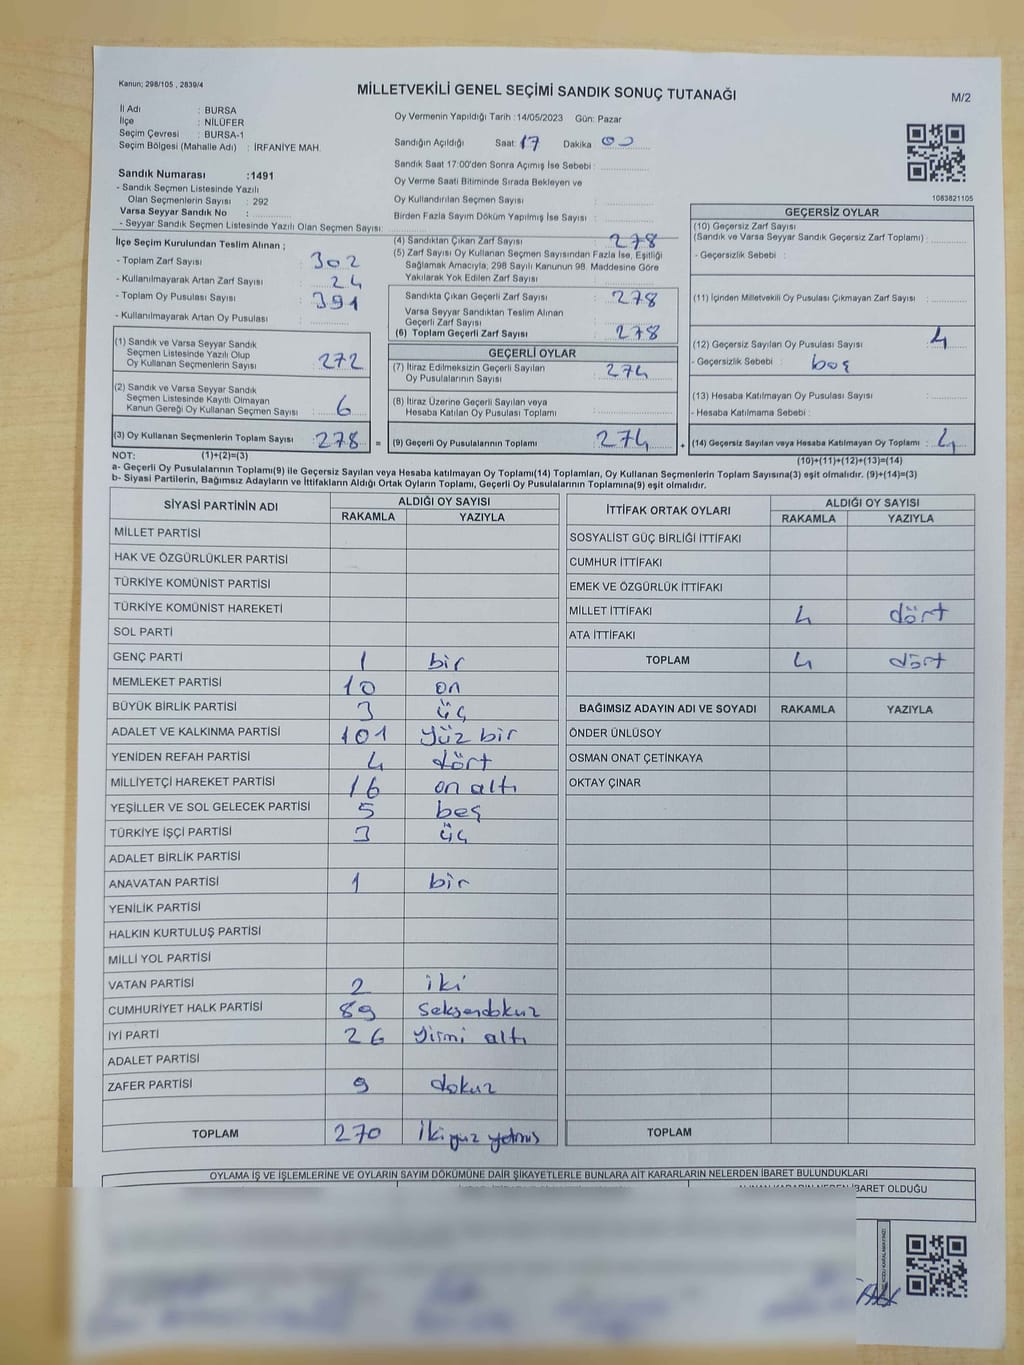 Kanun; 298/105 , 2839/4
MİLLETVEKİLİ GENEL SEÇİMİ SANDIK SONUÇ TUTANAĞI
M/2
İl Adı : BURSA
İlçe : NİLÜFER
Seçim Çevresi : BURSA-1
Seçim Bölgesi (Mahalle Adı) : İRFANİYE MAH.
Oy Vermenin Yapıldığı Tarih : 14/05/2023 Gün: Pazar
Sandığın Açıldığı Saat: 17 Dakika 00
Sandık Saat 17:00'den Sonra Açımış İse Sebebi :
Oy Verme Saati Bitiminde Sırada Bekleyen ve
Oy Kullandırılan Seçmen Sayısı :
Birden Fazla Sayım Döküm Yapılmış İse Sayısı :
1083821105
Sandık Numarası :1491
- Sandık Seçmen Listesinde Yazılı
Olan Seçmenlerin Sayısı : 292
Varsa Seyyar Sandık No :
- Seyyar Sandık Seçmen Listesinde Yazılı Olan Seçmen Sayısı:
İlçe Seçim Kurulundan Teslim Alınan ;
- Toplam Zarf Sayısı : 302
- Kullanılmayarak Artan Zarf Sayısı : 24
- Toplam Oy Pusulası Sayısı : 391
- Kullanılmayarak Artan Oy Pusulası :
(1) Sandık ve Varsa Seyyar Sandık
Seçmen Listesinde Yazılı Olup
Oy Kullanan Seçmenlerin Sayısı : 272
(2) Sandık ve Varsa Seyyar Sandık
Seçmen Listesinde Kayıtlı Olmayan
Kanun Gereği Oy Kullanan Seçmen Sayısı : 6
(3) Oy Kullanan Seçmenlerin Toplam Sayısı : 278 =
(4) Sandıktan Çıkan Zarf Sayısı : 278
(5) Zarf Sayısı Oy Kullanan Seçmen Sayısından Fazla İse, Eşitliği
Sağlamak Amacıyla, 298 Sayılı Kanunun 98. Maddesine Göre
Yakılarak Yok Edilen Zarf Sayısı :
Sandıkta Çıkan Geçerli Zarf Sayısı : 278
Varsa Seyyar Sandıktan Teslim Alınan
Geçerli Zarf Sayısı :
(6) Toplam Geçerli Zarf Sayısı : 278
GEÇERLİ OYLAR
(7) İtiraz Edilmeksizin Geçerli Sayılan
Oy Pusulalarının Sayısı : 274
(8) İtiraz Üzerine Geçerli Sayılan veya
Hesaba Katılan Oy Pusulası Toplamı :
(9) Geçerli Oy Pusulalarının Toplamı : 274 +
GEÇERSİZ OYLAR
(10) Geçersiz Zarf Sayısı
(Sandık ve Varsa Seyyar Sandık Geçersiz Zarf Toplamı) :
- Geçersizlik Sebebi :
(11) İçinden Milletvekili Oy Pusulası Çıkmayan Zarf Sayısı :
(12) Geçersiz Sayılan Oy Pusulası Sayısı : 4
- Geçersizlik Sebebi : boş
(13) Hesaba Katılmayan Oy Pusulası Sayısı :
- Hesaba Katılmama Sebebi :
(14) Geçersiz Sayılan veya Hesaba Katılmayan Oy Toplamı : 4
NOT: (1)+(2)=(3)
(10)+(11)+(12)+(13)=(14)
a- Geçerli Oy Pusulalarının Toplamı(9) ile Geçersiz Sayılan veya Hesaba katılmayan Oy Toplamı(14) Toplamları, Oy Kullanan Seçmenlerin Toplam Sayısına(3) eşit olmalıdır. (9)+(14)=(3)
b- Siyasi Partilerin, Bağımsız Adayların ve İttifakların Aldığı Ortak Oyların Toplamı, Geçerli Oy Pusulalarının Toplamına(9) eşit olmalıdır.
SİYASİ PARTİNİN ADI ALDIĞI OY SAYISI
RAKAMLA YAZIYLA
MİLLET PARTİSİ
HAK VE ÖZGÜRLÜKLER PARTİSİ
TÜRKİYE KOMÜNİST PARTİSİ
TÜRKİYE KOMÜNİST HAREKETİ
SOL PARTİ
GENÇ PARTİ 1 bir
MEMLEKET PARTİSİ 10 on
BÜYÜK BİRLİK PARTİSİ 3 üç
ADALET VE KALKINMA PARTİSİ 101 yüz bir
YENİDEN REFAH PARTİSİ 4 dört
MİLLİYETÇİ HAREKET PARTİSİ 16 on altı
YEŞİLLER VE SOL GELECEK PARTİSİ 5 beş
TÜRKİYE İŞÇİ PARTİSİ 3 üç
ADALET BİRLİK PARTİSİ
ANAVATAN PARTİSİ 1 bir
YENİLİK PARTİSİ
HALKIN KURTULUŞ PARTİSİ
MİLLİ YOL PARTİSİ
VATAN PARTİSİ 2 iki
CUMHURİYET HALK PARTİSİ 89 seksendokuz
İYİ PARTİ 26 yirmi altı
ADALET PARTİSİ
ZAFER PARTİSİ 9 dokuz
TOPLAM 270 ikiyüz yetmiş
İTTİFAK ORTAK OYLARI ALDIĞI OY SAYISI
RAKAMLA YAZIYLA
SOSYALİST GÜÇ BİRLİĞİ İTTİFAKI
CUMHUR İTTİFAKI
EMEK VE ÖZGÜRLÜK İTTİFAKI
MİLLET İTTİFAKI 4 dört
ATA İTTİFAKI
TOPLAM 4 dört
BAĞIMSIZ ADAYIN ADI VE SOYADI RAKAMLA YAZIYLA
ÖNDER ÜNLÜSOY
OSMAN ONAT ÇETİNKAYA
OKTAY ÇINAR
TOPLAM
OYLAMA İŞ VE İŞLEMLERİNE VE OYLARIN SAYIM DÖKÜMÜNE DAİR ŞİKAYETLERLE BUNLARA AİT KARARLARIN NELERDEN İBARET BULUNDUKLARI
ALINAN KARARIN NEDEN İBARET OLDUĞU